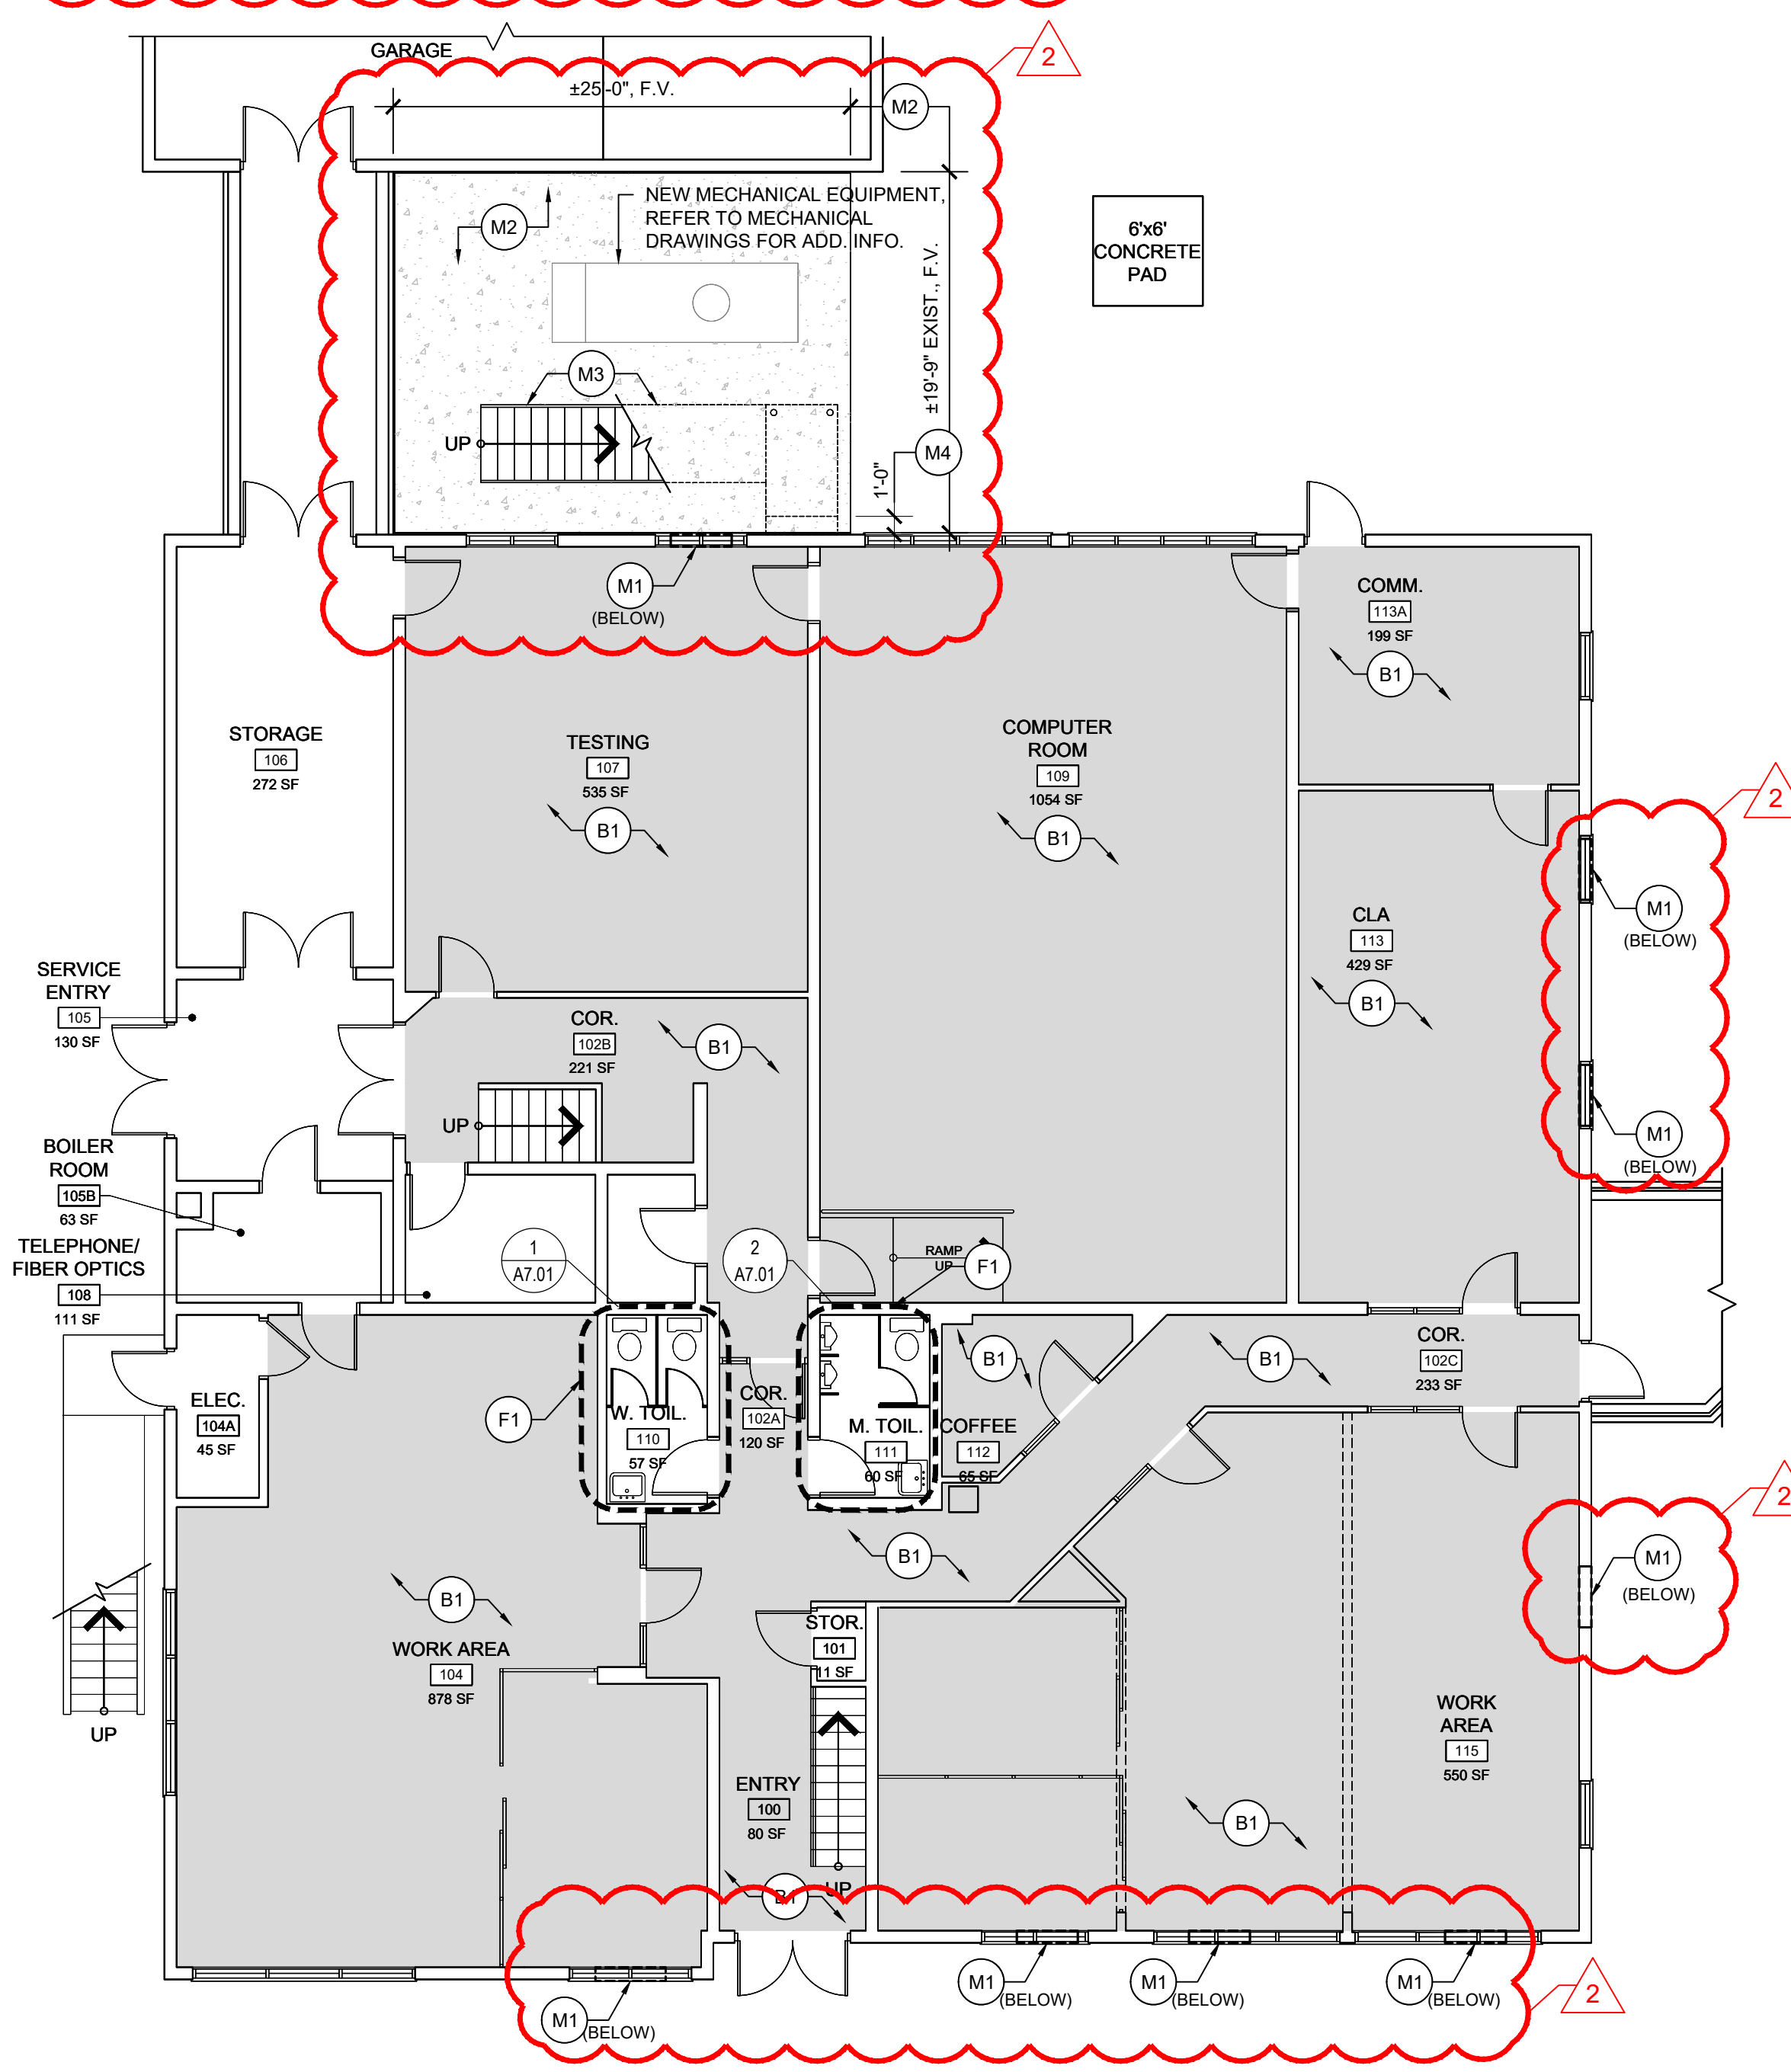 GARAGE
2
±25'-0", F.V.
M2
NEW MECHANICAL EQUIPMENT,
REFER TO MECHANICAL
DRAWINGS FOR ADD. INFO.
M2
6'x6'
CONCRETE
PAD
±19'-9" EXIST., F.V.
M3
UP
M4
1'-0"
M1
(BELOW)
COMM.
113A
199 SF
B1
STORAGE
106
272 SF
TESTING
107
535 SF
B1
COMPUTER
ROOM
109
1054 SF
B1
2
M1
(BELOW)
CLA
113
429 SF
B1
SERVICE
ENTRY
105
130 SF
COR.
102B
221 SF
B1
UP
M1
(BELOW)
BOILER
ROOM
105B
63 SF
TELEPHONE/
FIBER OPTICS
108
111 SF
1
A7.01
2
A7.01
RAMP
UP
F1
B1
B1
COR.
102C
233 SF
ELEC.
104A
45 SF
F1
W. TOIL.
110
57 SF
COR.
102A
120 SF
M. TOIL.
111
60 SF
COFFEE
112
65 SF
2
M1
(BELOW)
B1
B1
WORK AREA
104
878 SF
STOR.
101
11 SF
UP
WORK
AREA
115
550 SF
ENTRY
100
80 SF
B1
B1
UP
M1
(BELOW)
M1
(BELOW)
M1
(BELOW)
M1
(BELOW)
2